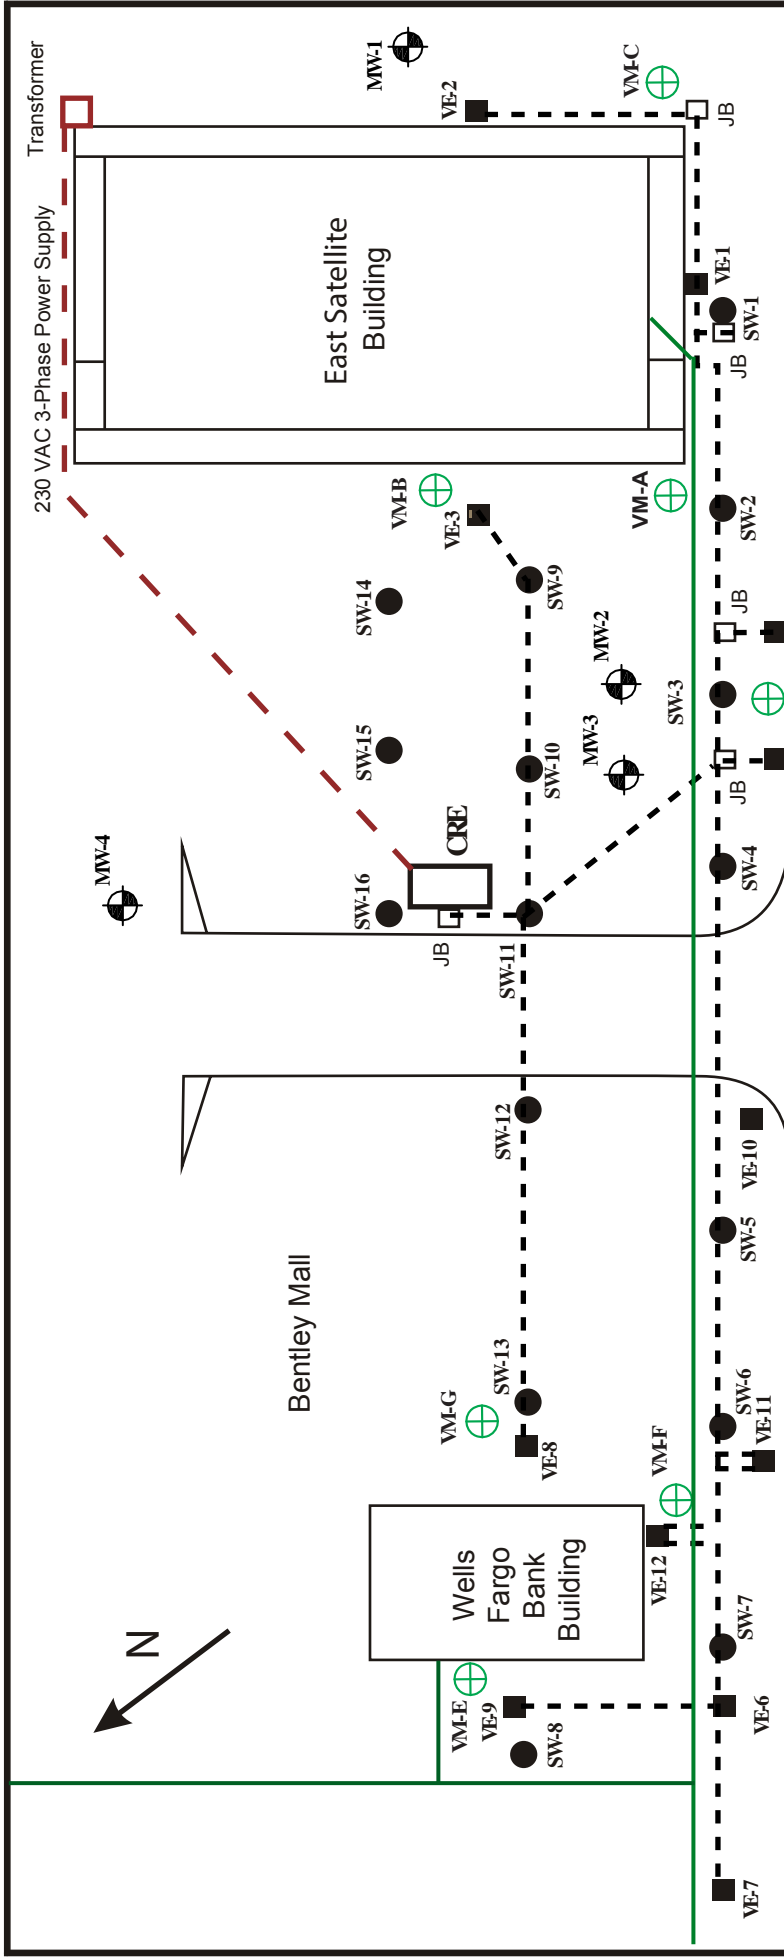 Transformer
230 VAC 3-Phase Power Supply
MW-1
VE-2
VM-C
JB
East Satellite
Building
VE-1
SW-1
JB
VM-B
VE-3
VM-A
SW-2
SW-14
SW-9
MW-2
JB
SW-3
SW-15
SW-10
MW-3
JB
MW-4
CRE
SW-16
JB
SW-11
SW-4
SW-12
VE-10
SW-5
Bentley Mall
SW-13
VM-G
VE-8
SW-6
VE-11
VM-F
Wells
Fargo
Bank
Building
VE-12
SW-7
N
VM-E
VE-9
SW-8
VE-6
VE-7